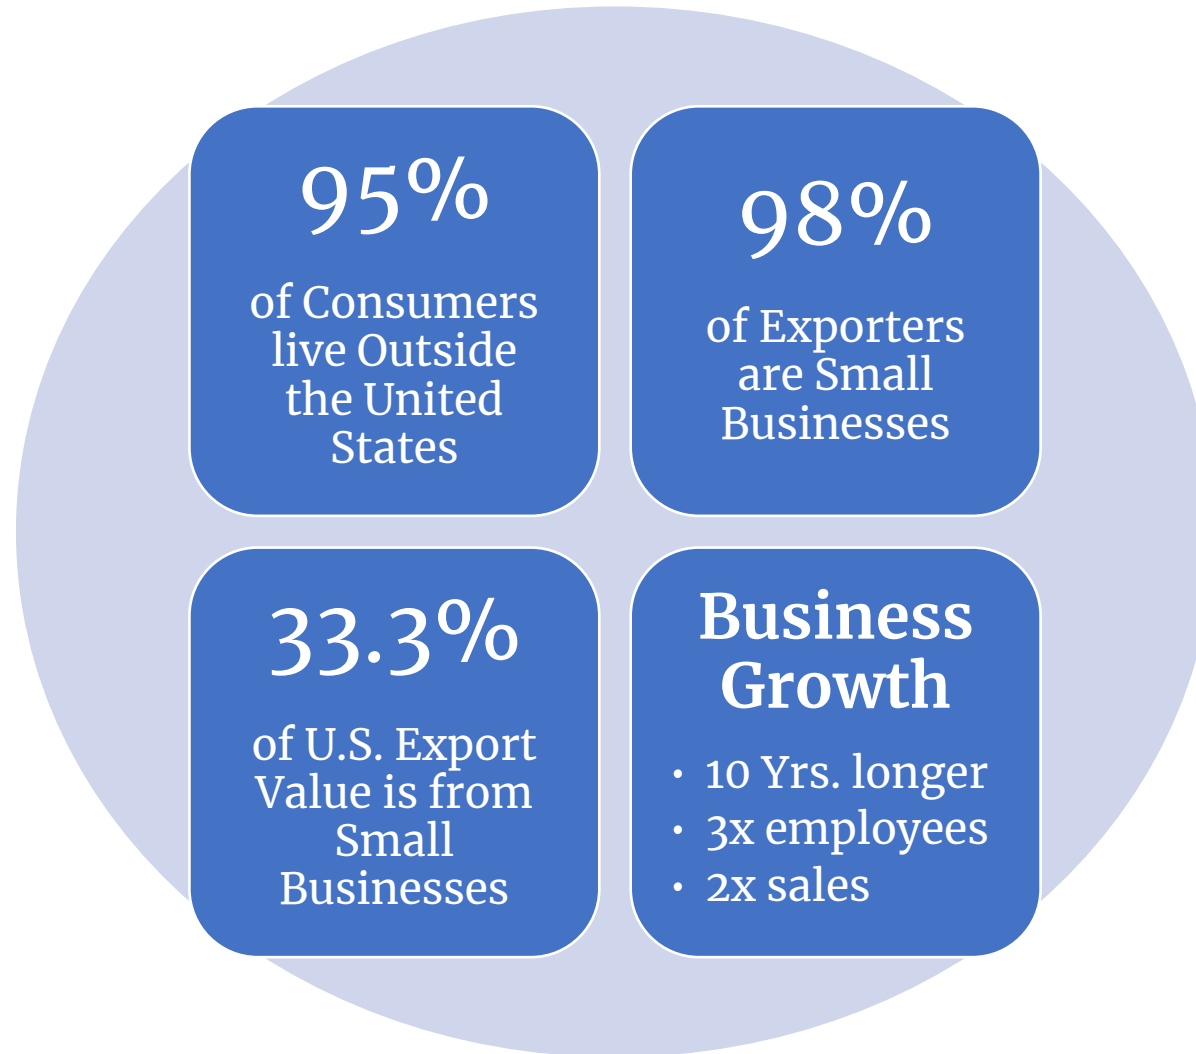 95%
of Consumers
live Outside
the United
States
98%
of Exporters
are Small
Businesses
33.3%
of U.S. Export
Value is from
Small
Businesses
Business
Growth
• 10 Yrs. longer
• 3x employees
• 2x sales